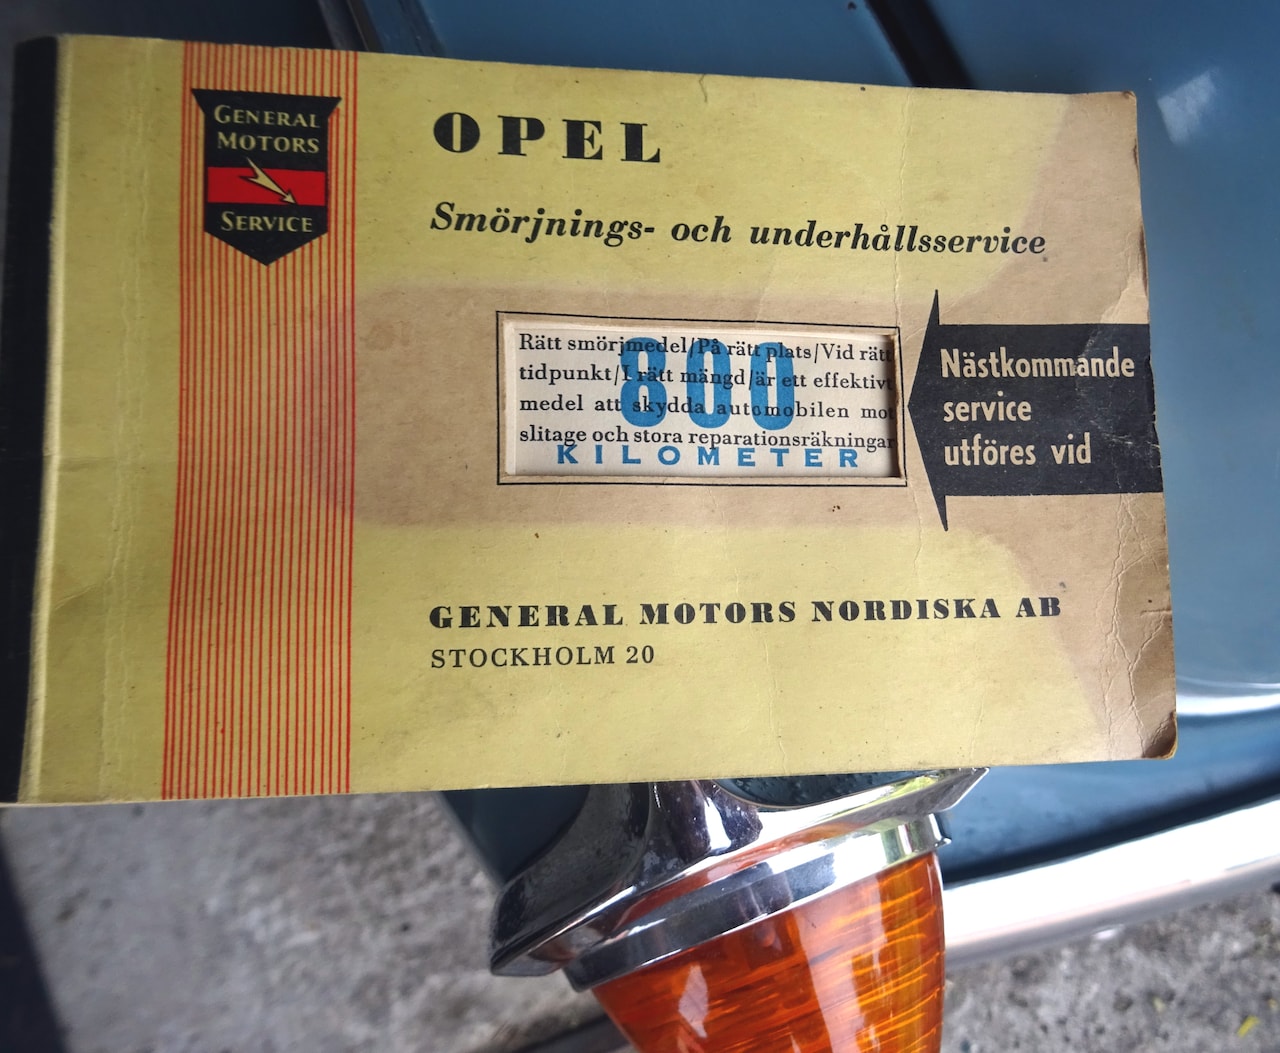 GENERAL
MOTORS
SERVICE
OPEL
Smörjnings- och underhållsservice
Rätt smörjmedel/På rätt plats/Vid rätt
tidpunkt/I rätt mängd/är ett effektivt
medel att skydda automobilen mot
slitage och stora reparationsräkningar
800
KILOMETER
Nästkommande
service
utföres vid
GENERAL MOTORS NORDISKA AB
STOCKHOLM 20